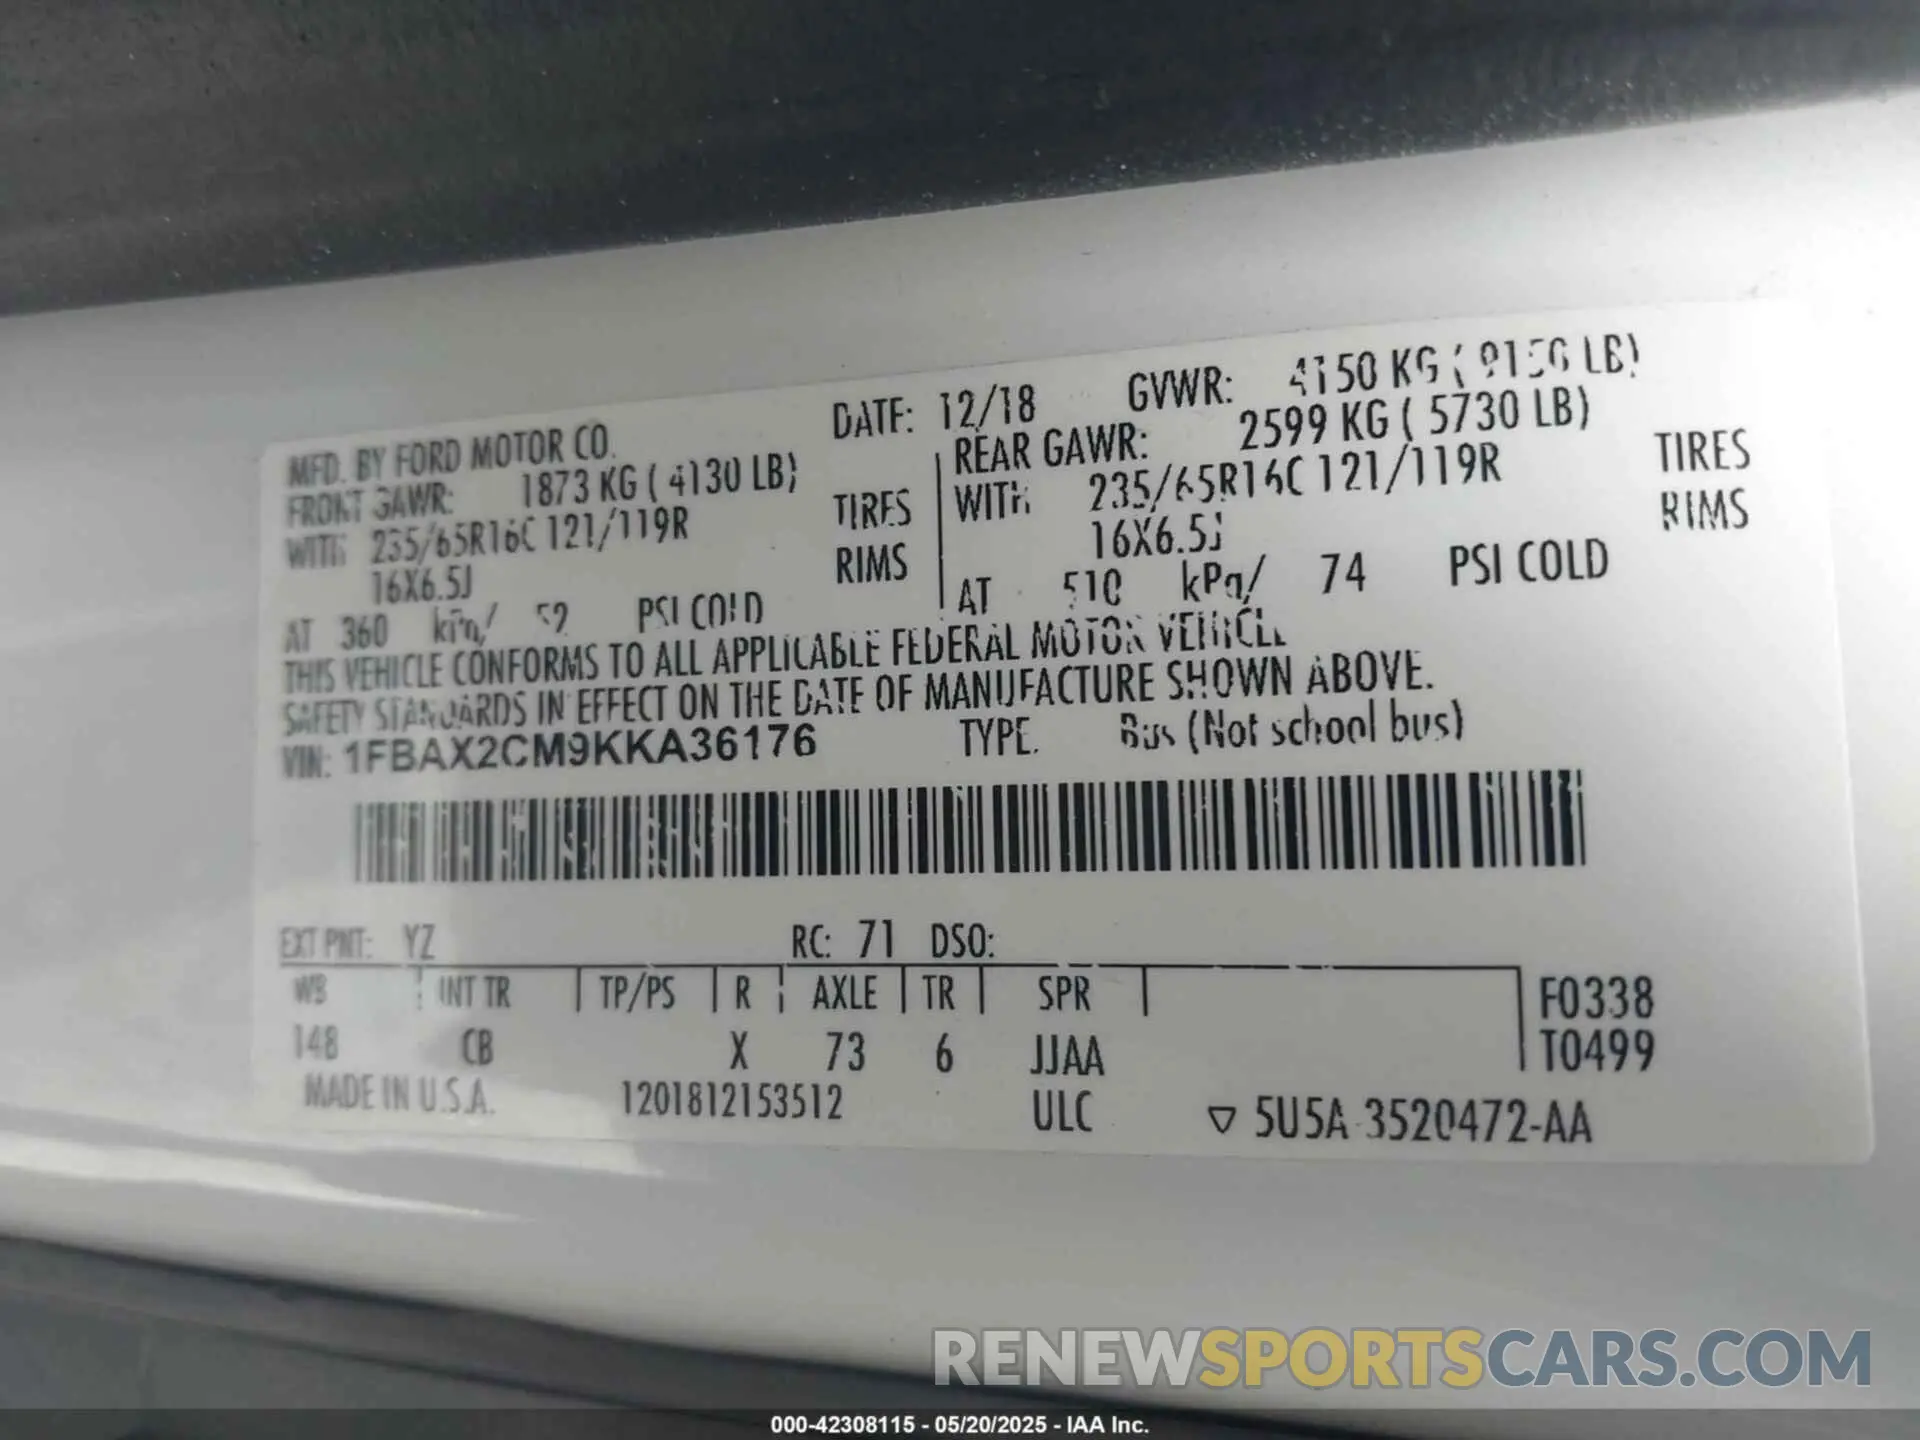 MFD. BY FORD MOTOR CO. DATE: 12/18 GVWR: 4150 KG ( 9150 LB)
FRONT GAWR: 1873 KG ( 4130 LB) REAR GAWR: 2599 KG ( 5730 LB)
WITH 235/65R16C 121/119R TIRES WITH 235/65R16C 121/119R TIRES
16X6.5J RIMS 16X6.5J RIMS
AT 360 kPa/ 52 PSI COLD AT 510 kPa/ 74 PSI COLD
THIS VEHICLE CONFORMS TO ALL APPLICABLE FEDERAL MOTOR VEHICLE
SAFETY STANDARDS IN EFFECT ON THE DATE OF MANUFACTURE SHOWN ABOVE.
VIN: 1FBAX2CM9KKA36176 TYPE: Bus (Not school bus)
EXT PNT: YZ RC: 71 DSO:
WB INT TR TP/PS R AXLE TR SPR F0338
148 CB X 73 6 JJAA T0499
MADE IN U.S.A. 1201812153512 ULC ▽ 5U5A-3520472-AA
RENEWSPORTSCARS.COM
000-42308115 - 05/20/2025 - IAA Inc.